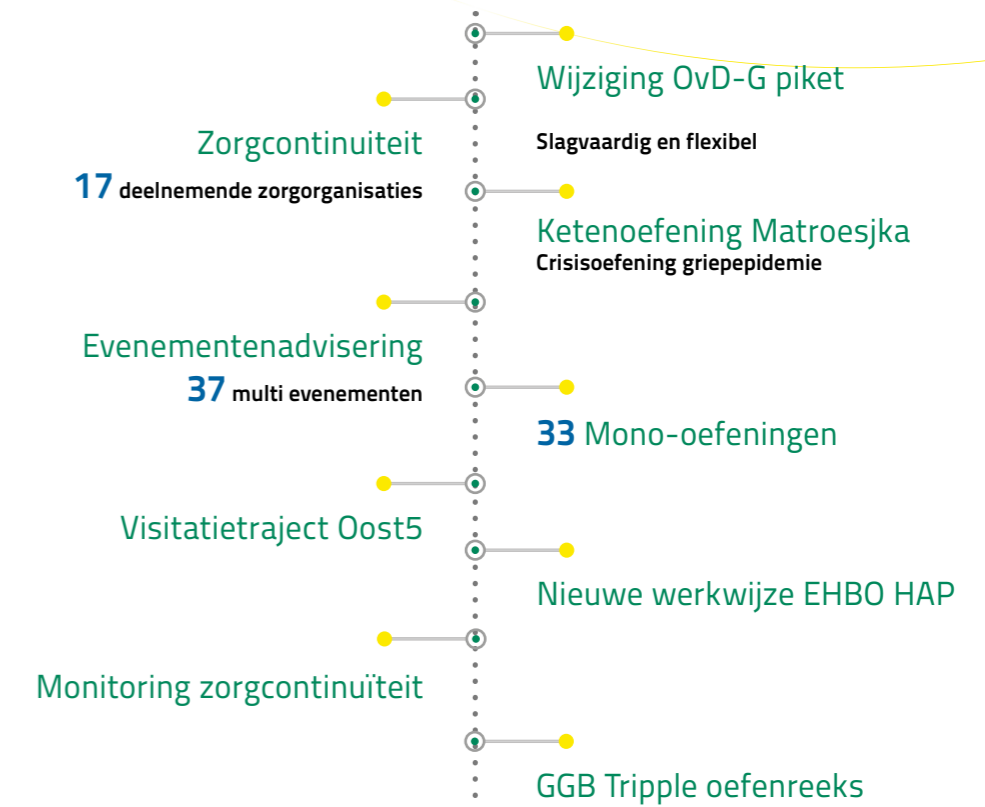 Wijziging OvD-G piket
Slagvaardig en flexibel
Zorgcontinuiteit
17 deelnemende zorgorganisaties
Ketenoefening Matroesjka
Crisisoefening griepepidemie
Evenementenadvisering
37 multi evenementen
33 Mono-oefeningen
Visitatietraject Oost5
Nieuwe werkwijze EHBO HAP
Monitoring zorgcontinuïteit
GGB Tripple oefenreeks